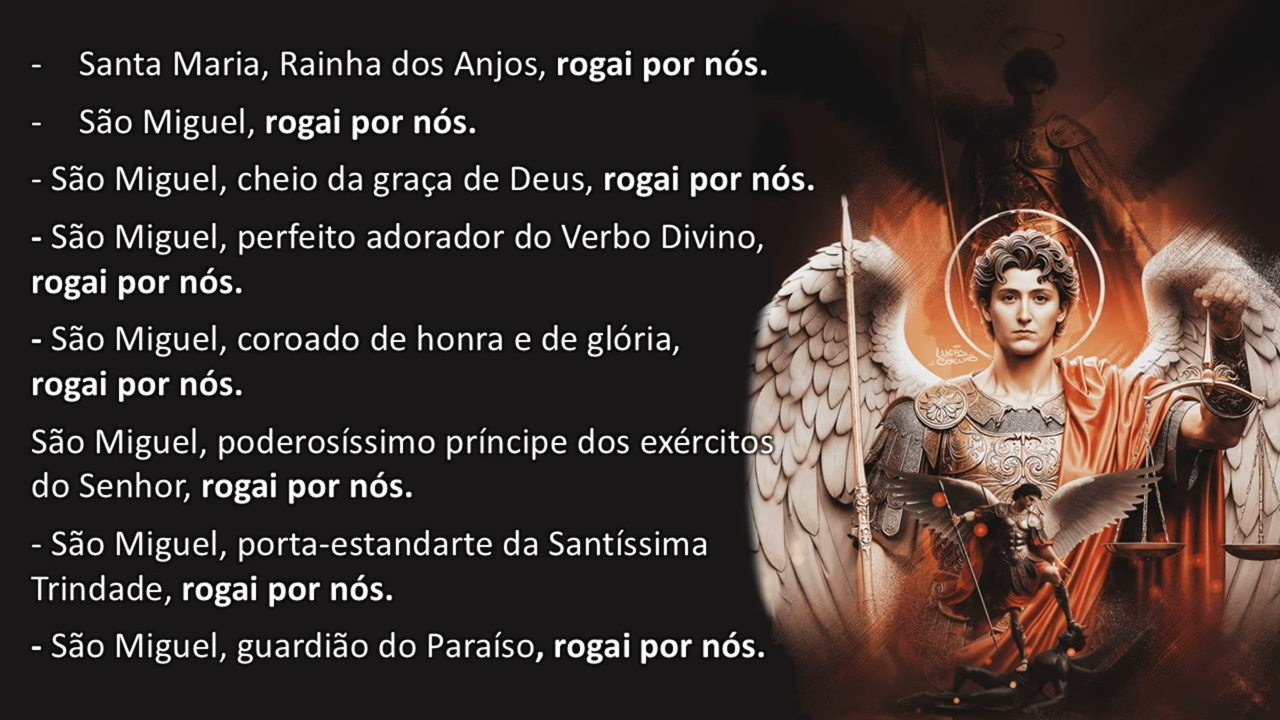 - Santa Maria, Rainha dos Anjos, rogai por nós.
- São Miguel, rogai por nós.
- São Miguel, cheio da graça de Deus, rogai por nós.
- São Miguel, perfeito adorador do Verbo Divino,
rogai por nós.
- São Miguel, coroado de honra e de glória,
rogai por nós.
São Miguel, poderosíssimo príncipe dos exércitos
do Senhor, rogai por nós.
- São Miguel, porta-estandarte da Santíssima
Trindade, rogai por nós.
- São Miguel, guardião do Paraíso, rogai por nós.
LUCAS
COELHO